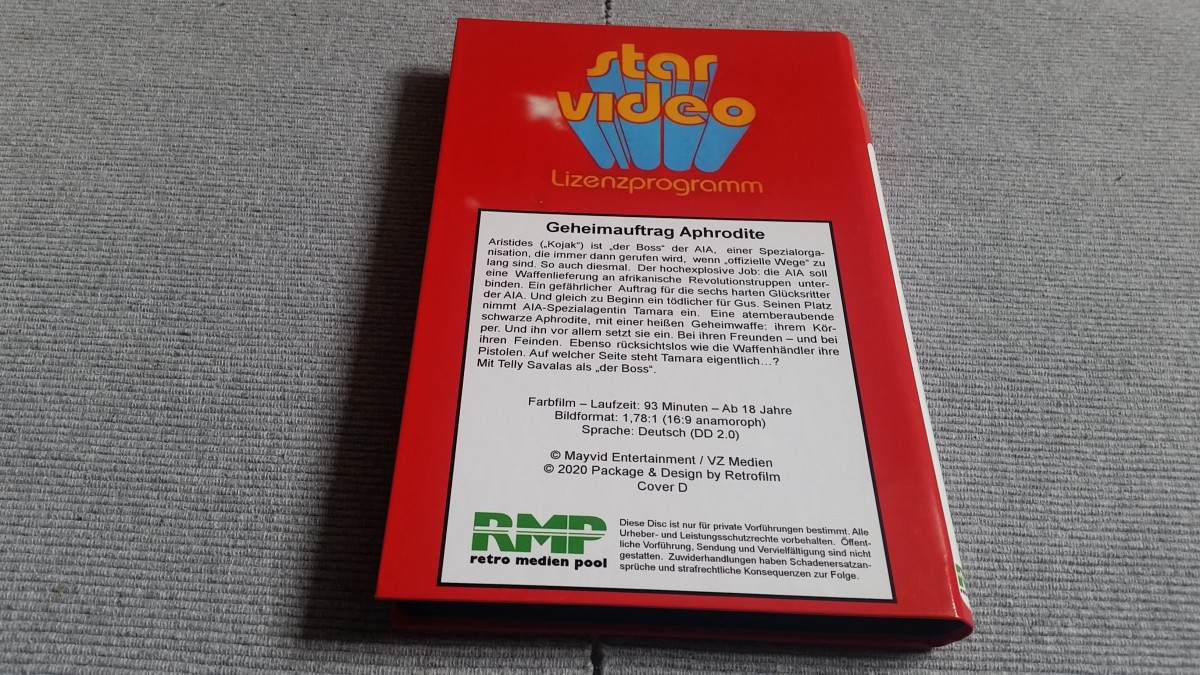 star
video
Lizenzprogramm
Geheimauftrag Aphrodite
Aristides („Kojak“) ist „der Boss“ der AIA, einer Spezialorga-
nisation, die immer dann gerufen wird, wenn „offizielle Wege“ zu
lang sind. So auch diesmal. Der hochexplosive Job: die AIA soll
eine Waffenlieferung an afrikanische Revolutionstruppen unter-
binden. Ein gefährlicher Auftrag für die sechs harten Glücksritter
der AIA. Und gleich zu Beginn ein tödlicher für Gus. Seinen Platz
nimmt AIA-Spezialagentin Tamara ein. Eine atemberaubende
schwarze Aphrodite, mit einer heißen Geheimwaffe: ihrem Kör-
per. Und ihn vor allem setzt sie ein. Bei ihren Freunden – und bei
ihren Feinden. Ebenso rücksichtslos wie die Waffenhändler ihre
Pistolen. Auf welcher Seite steht Tamara eigentlich...?
Mit Telly Savalas als „der Boss“.
Farbfilm – Laufzeit: 93 Minuten – Ab 18 Jahre
Bildformat: 1,78:1 (16:9 anamoroph)
Sprache: Deutsch (DD 2.0)
© Mayvid Entertainment / VZ Medien
© 2020 Package & Design by Retrofilm
Cover D
RMP
retro medien pool
Diese Disc ist nur für private Vorführungen bestimmt. Alle
Urheber- und Leistungsschutzrechte vorbehalten. Öffent-
liche Vorführung, Sendung und Vervielfältigung sind nicht
gestatten. Zuwiderhandlungen haben Schadenersatzan-
sprüche und strafrechtliche Konsequenzen zur Folge.